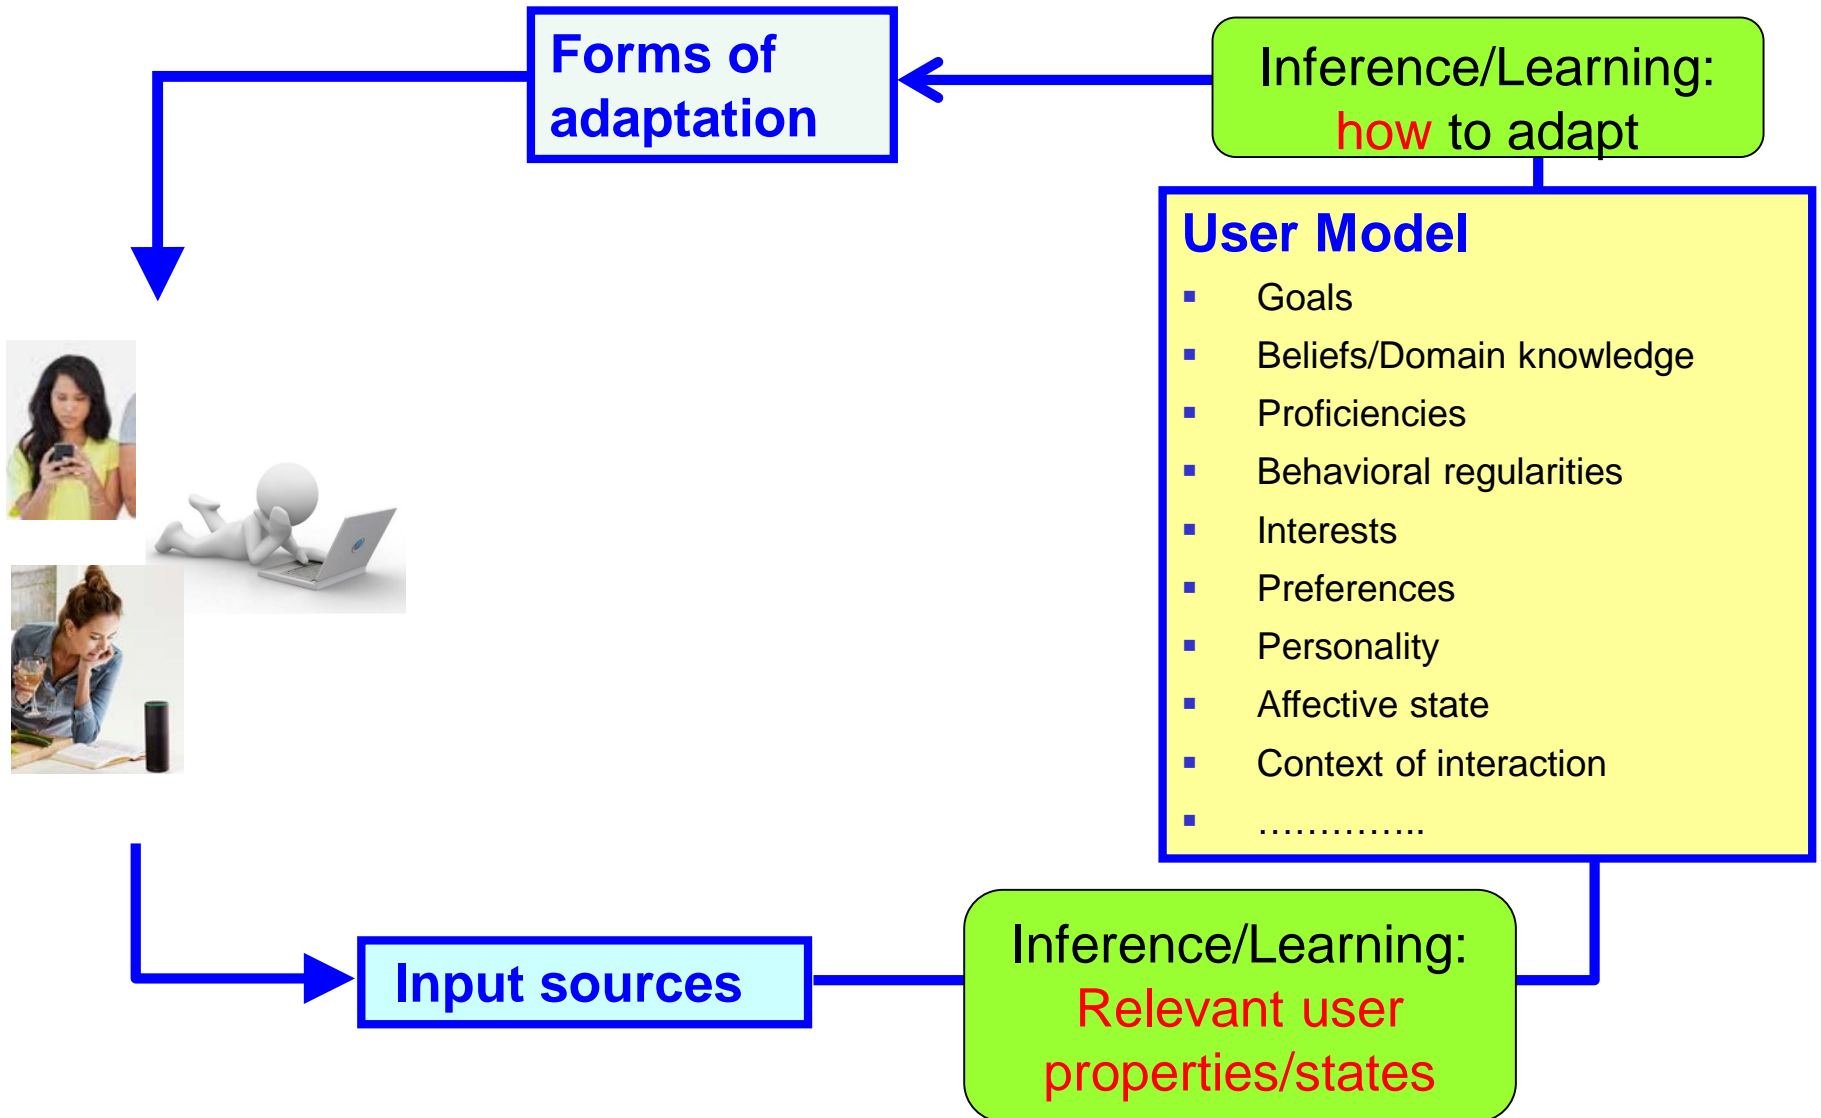 Forms of
adaptation
Inference/Learning:
how to adapt
User Model
▪ Goals
▪ Beliefs/Domain knowledge
▪ Proficiencies
▪ Behavioral regularities
▪ Interests
▪ Preferences
▪ Personality
▪ Affective state
▪ Context of interaction
▪ …………..
Input sources
Inference/Learning:
Relevant user
properties/states